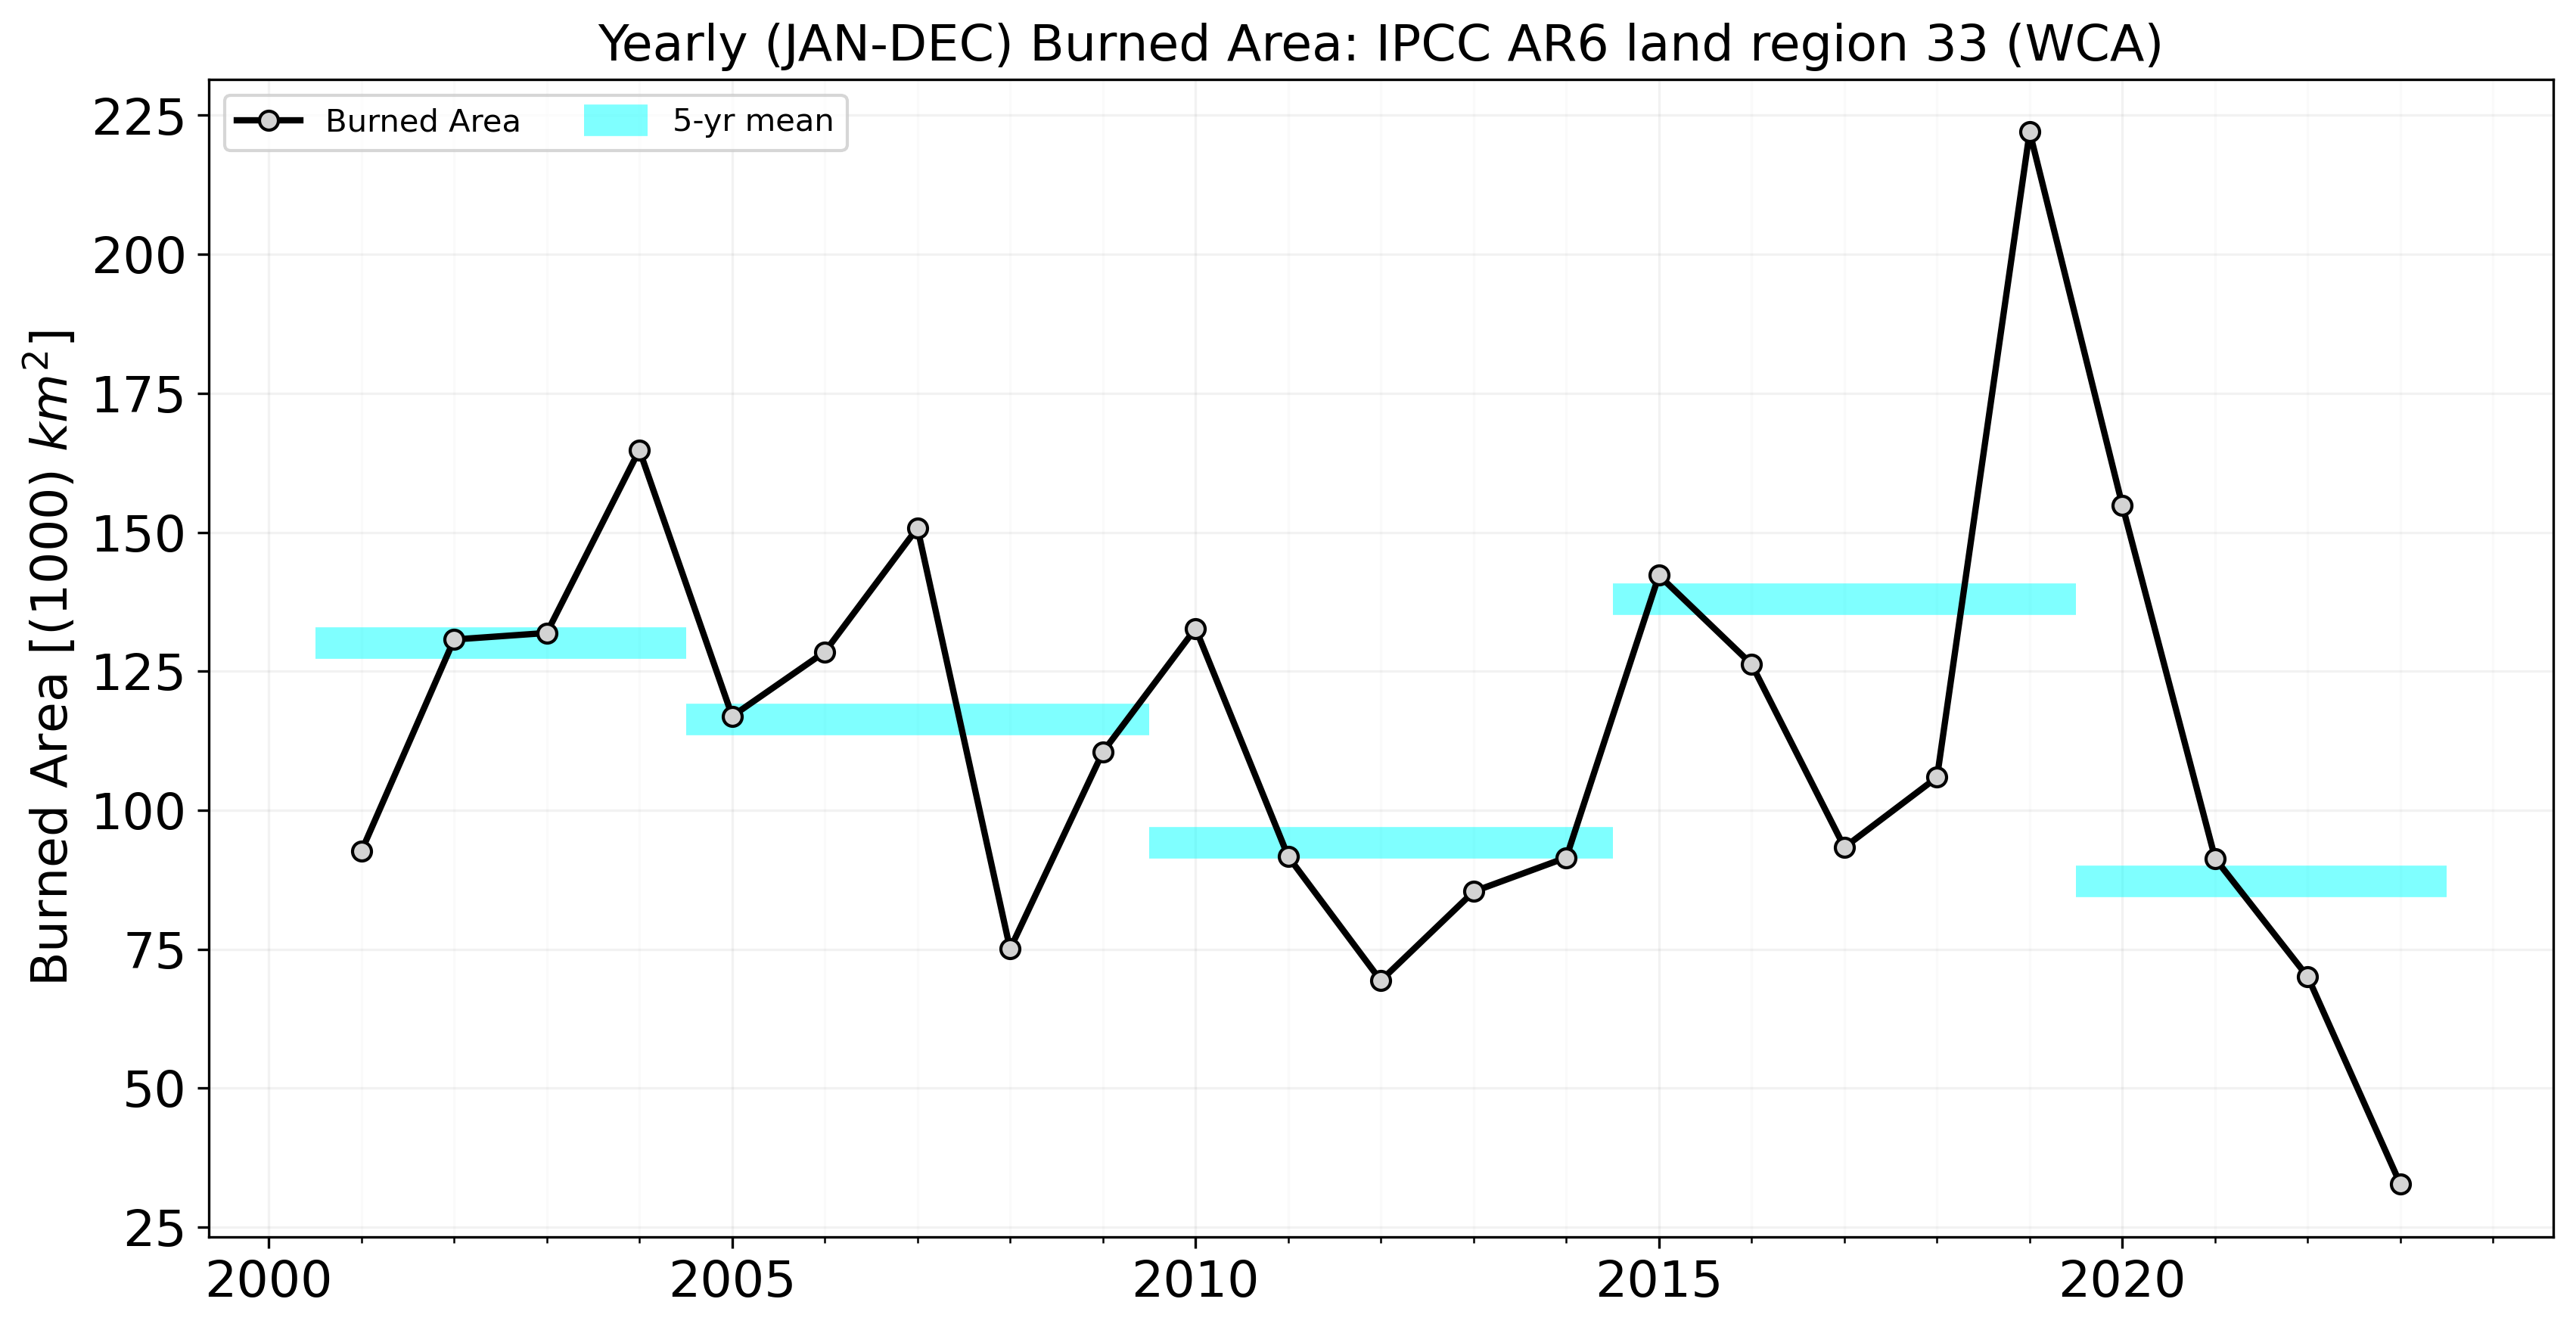 Yearly (JAN-DEC) Burned Area: IPCC AR6 land region 33 (WCA)
Burned Area 5-yr mean
Burned Area [(1000) km²]
225
200
175
150
125
100
75
50
25
2000 2005 2010 2015 2020